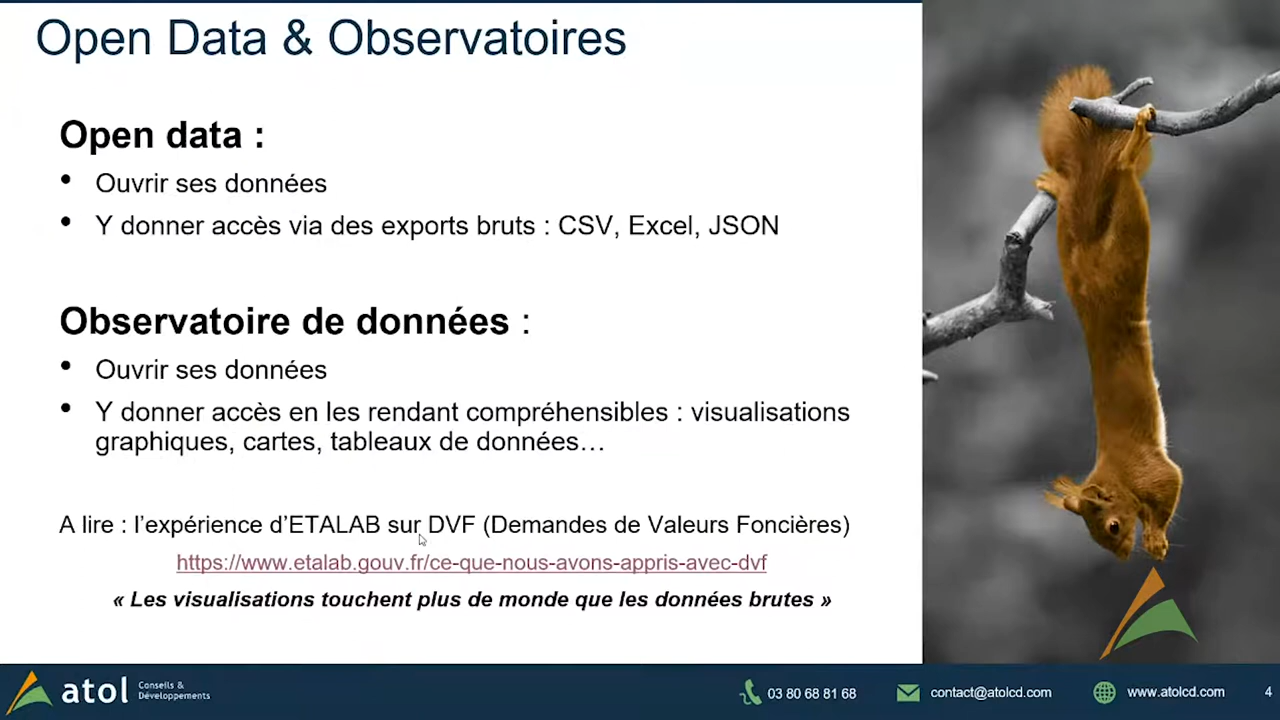 Open Data & Observatoires
Open data :
• Ouvrir ses données
• Y donner accès via des exports bruts : CSV, Excel, JSON
Observatoire de données :
• Ouvrir ses données
• Y donner accès en les rendant compréhensibles : visualisations
graphiques, cartes, tableaux de données…
A lire : l’expérience d’ETALAB sur DVF (Demandes de Valeurs Foncières)
https://www.etalab.gouv.fr/ce-que-nous-avons-appris-avec-dvf
« Les visualisations touchent plus de monde que les données brutes »
atol Conseils &
Développements
03 80 68 81 68
contact@atolcd.com
www.atolcd.com
4